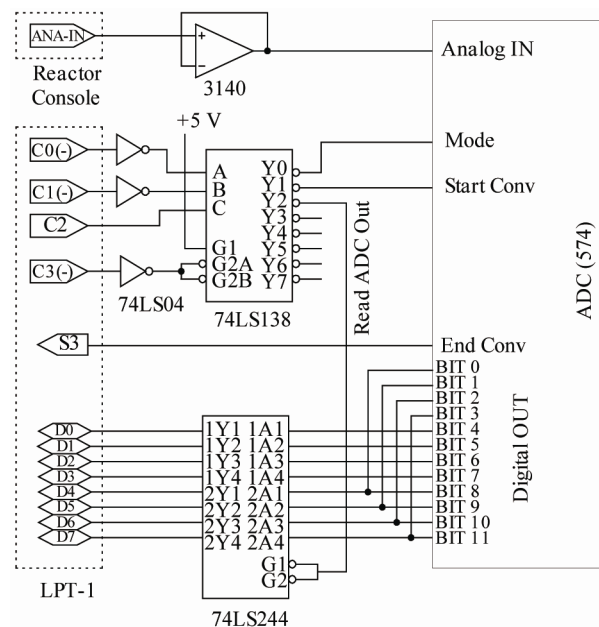 ANA-IN
Reactor
Console
3140
+5 V
Analog IN
Mode
Start Conv
C0(-)
C1(-)
C2
C3(-)
74LS04
A
B
C
G1
G2A
G2B
Y0
Y1
Y2
Y3
Y4
Y5
Y6
Y7
74LS138
Read ADC Out
ADC (574)
S3
End Conv
BIT 0
BIT 1
BIT 2
BIT 3
BIT 4
BIT 5
BIT 6
BIT 7
BIT 8
BIT 9
BIT 10
BIT 11
Digital OUT
D0
D1
D2
D3
D4
D5
D6
D7
1Y1 1A1
1Y2 1A2
1Y3 1A3
1Y4 1A4
2Y1 2A1
2Y2 2A2
2Y3 2A3
2Y4 2A4
G1
G2
LPT-1
74LS244